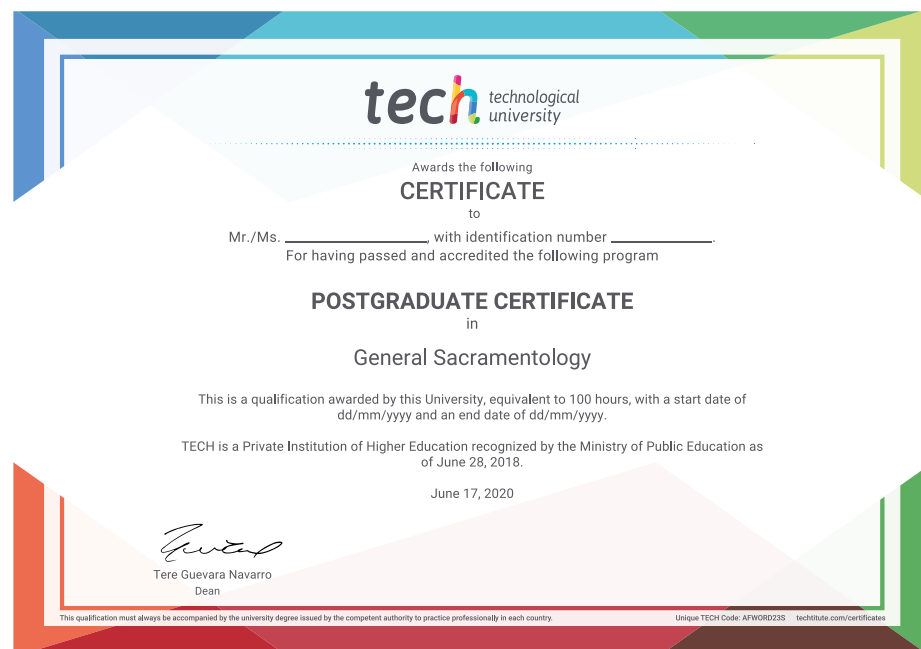 tech technological
university
Awards the following
CERTIFICATE
to
Mr./Ms. ____________________, with identification number ______________.
For having passed and accredited the following program
POSTGRADUATE CERTIFICATE
in
General Sacramentology
This is a qualification awarded by this University, equivalent to 100 hours, with a start date of
dd/mm/yyyy and an end date of dd/mm/yyyy.
TECH is a Private Institution of Higher Education recognized by the Ministry of Public Education as
of June 28, 2018.
June 17, 2020
Tere Guevara Navarro
Dean
This qualification must always be accompanied by the university degree issued by the competent authority to practice professionally in each country. Unique TECH Code: AFWORD23S techtitute.com/certificates